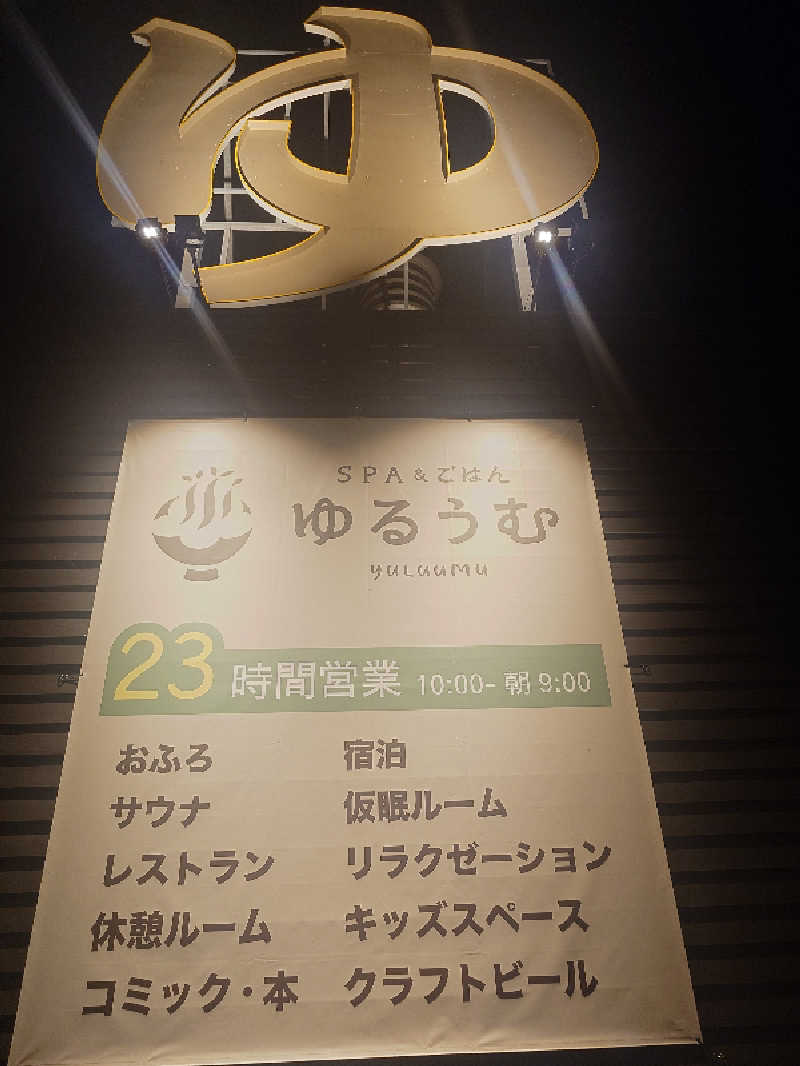 ゆ
SPA & ごはん
ゆるうむ
yuluumu
23時間営業 10:00-朝9:00
おふろ
サウナ
レストラン
休憩ルーム
コミック・本
宿泊
仮眠ルーム
リラクゼーション
キッズスペース
クラフトビール